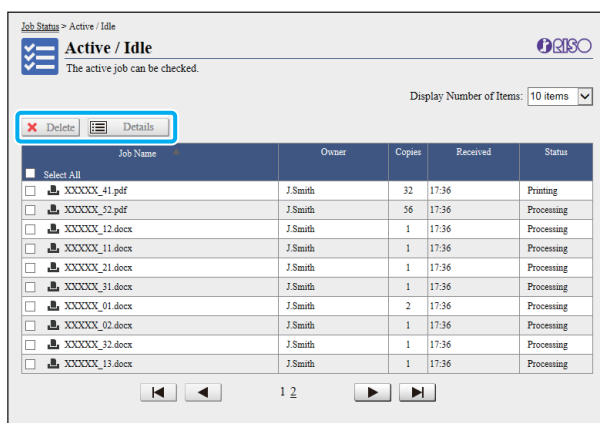 Job Status > Active / Idle
Active / Idle
RISO
The active job can be checked.
Display Number of Items: 10 items
Delete Details
Job Name Owner Copies Received Status
Select All
XXXXX_41.pdf J.Smith 32 17:36 Printing
XXXXX_52.pdf J.Smith 56 17:36 Processing
XXXXX_12.docx J.Smith 1 17:36 Processing
XXXXX_11.docx J.Smith 1 17:36 Processing
XXXXX_21.docx J.Smith 1 17:36 Processing
XXXXX_31.docx J.Smith 1 17:36 Processing
XXXXX_01.docx J.Smith 2 17:36 Processing
XXXXX_02.docx J.Smith 1 17:36 Processing
XXXXX_32.docx J.Smith 1 17:36 Processing
XXXXX_13.docx J.Smith 1 17:36 Processing
1 2